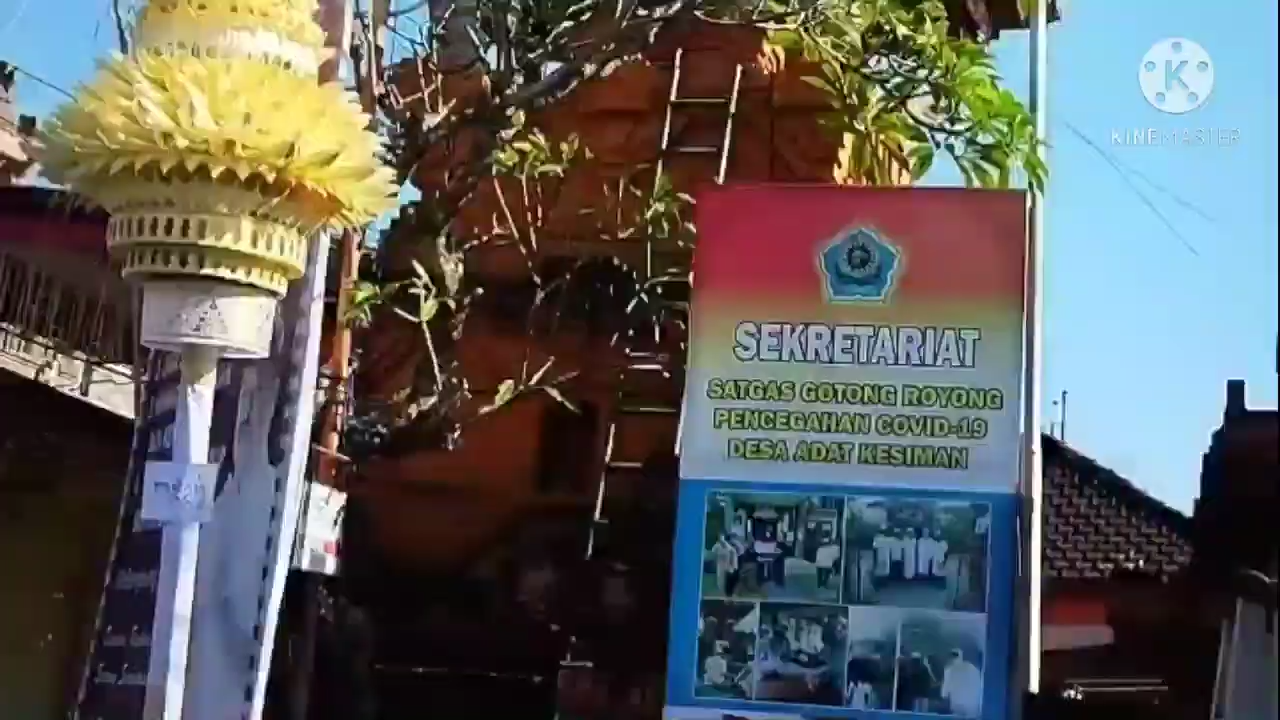 KINEMASTER
SEKRETARIAT
SATGAS GOTONG ROYONG
PENCEGAHAN COVID-19
DESA ADAT KESIMAN